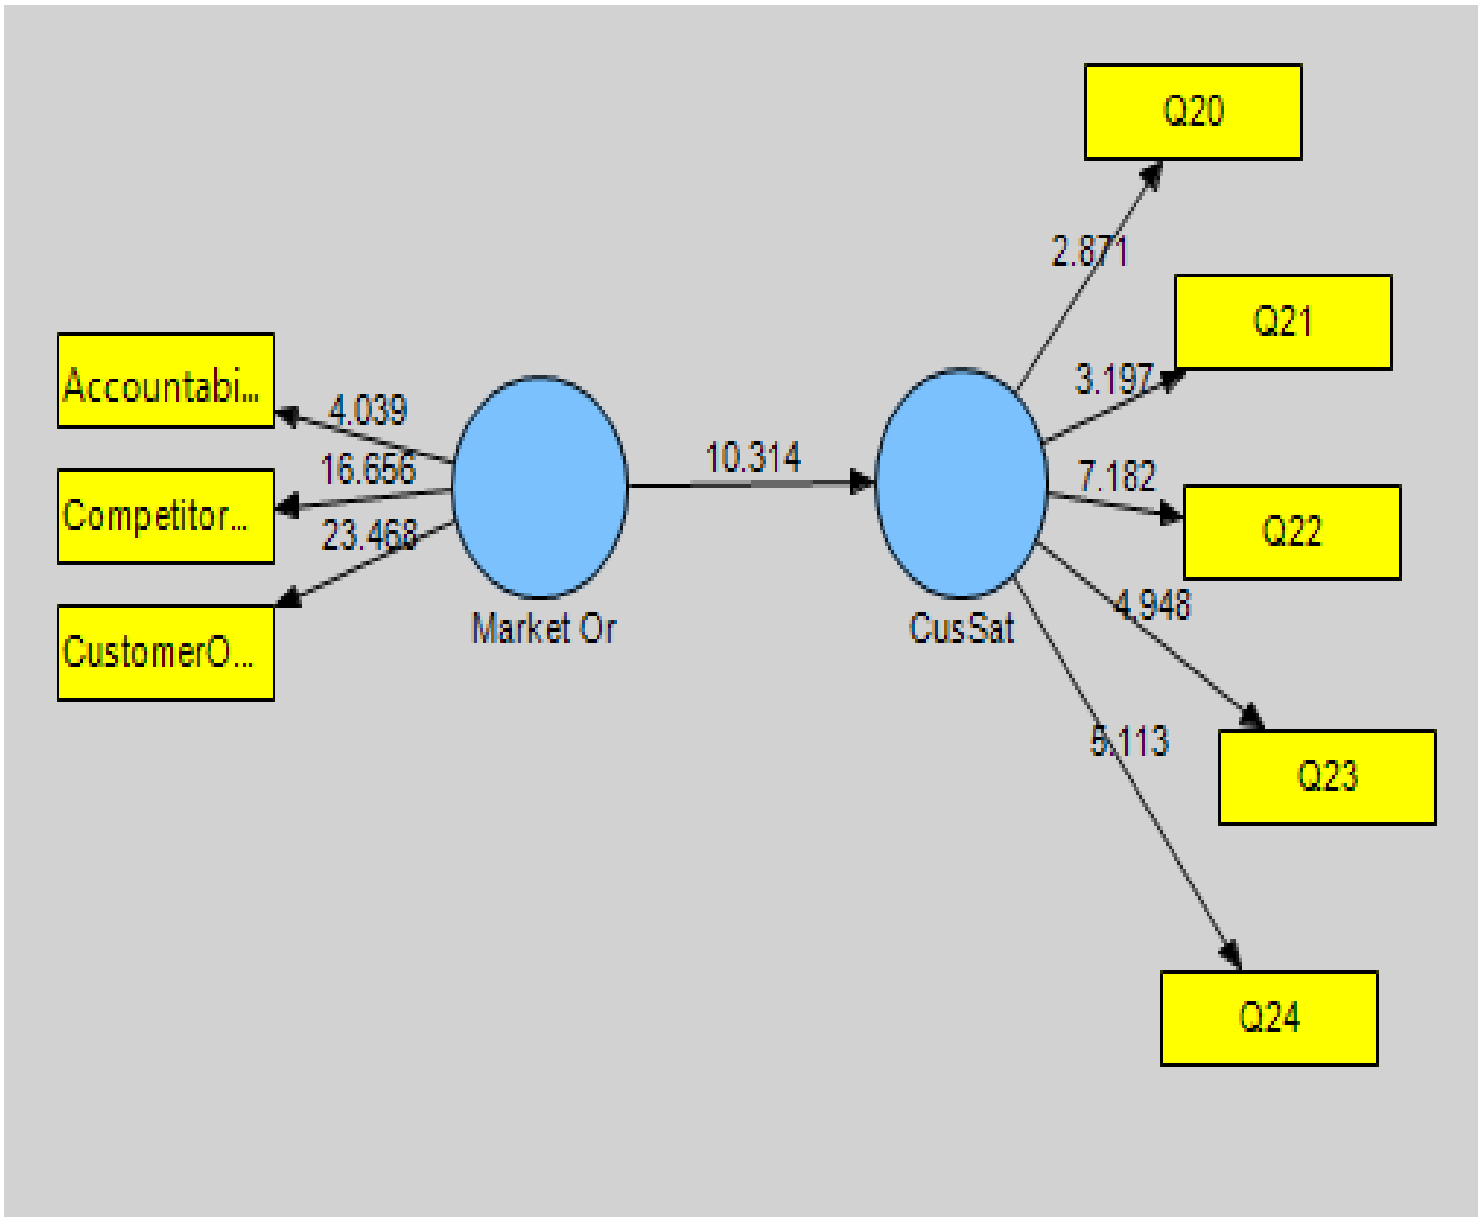 Q20
2.871
Q21
3.197
Accountabi...
4.039
16.656
Competitor...
23.468
CustomerO...
Market Or
10.314
CusSat
7.182
Q22
4.948
Q23
5.113
Q24